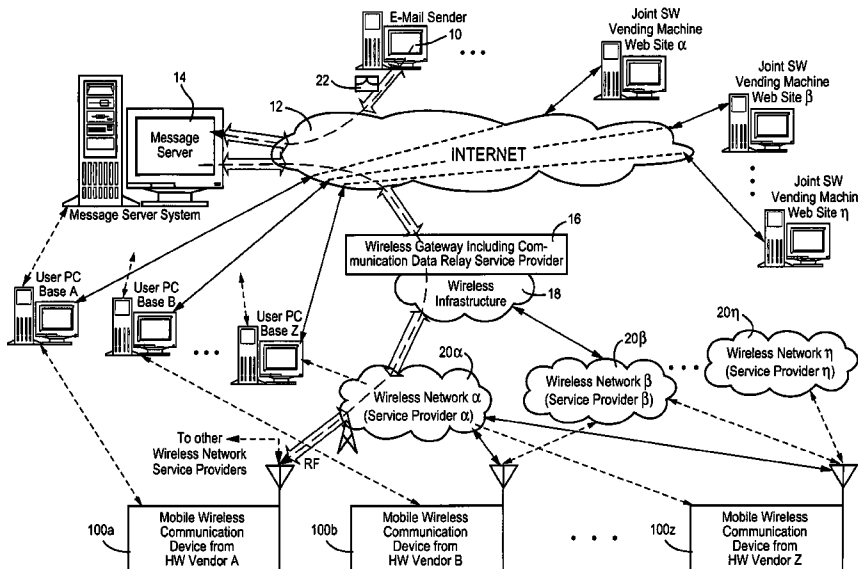 E-Mail Sender
10
22
Joint SW
Vending Machine
Web Site α
Joint SW
Vending Machine
Web Site β
14
12
Message
Server
INTERNET
Message Server System
Joint SW
Vending Machine
Web Site η
16
Wireless Gateway Including Com-
munication Data Relay Service Provider
User PC
Base A
User PC
Base B
User PC
Base Z
Wireless
Infrastructure
18
20α
20β
20η
Wireless Network α
(Service Provider α)
Wireless Network β
(Service Provider β)
Wireless Network η
(Service Provider η)
To other
Wireless Network
Service Providers
RF
100a
Mobile Wireless
Communication
Device from
HW Vendor A
100b
Mobile Wireless
Communication
Device from
HW Vendor B
100z
Mobile Wireless
Communication
Device from
HW Vendor Z